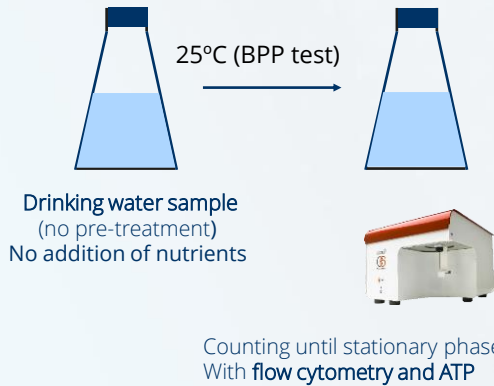 25ºC (BPP test)
Drinking water sample
(no pre-treatment)
No addition of nutrients
Counting until stationary phase
With flow cytometry and ATP